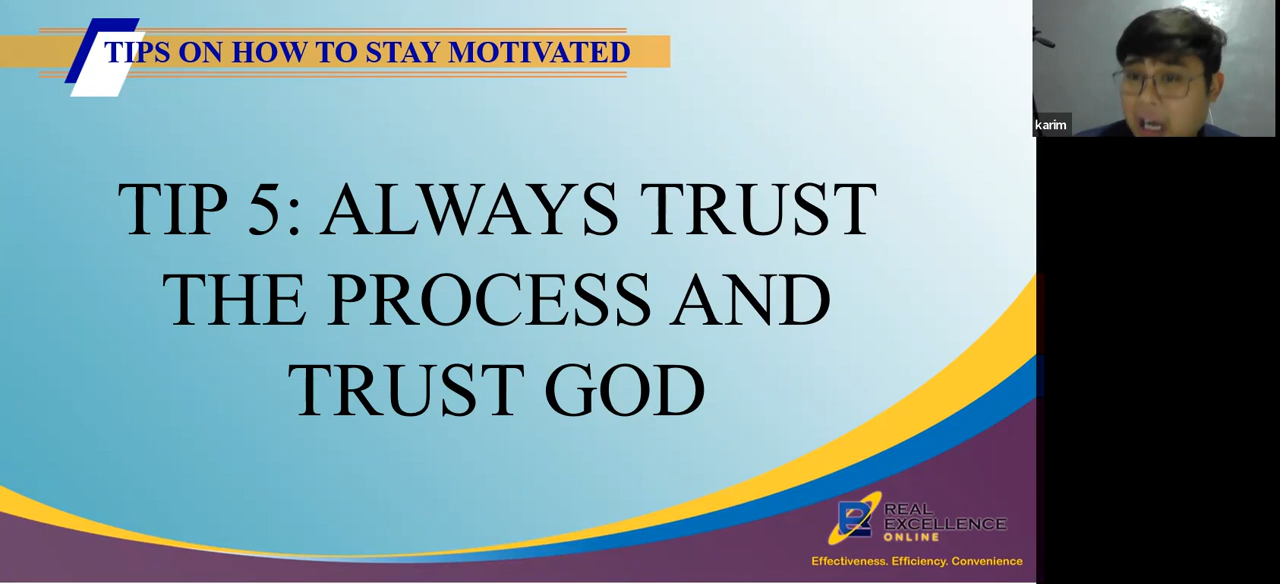 TIPS ON HOW TO STAY MOTIVATED
karim
TIP 5: ALWAYS TRUST
THE PROCESS AND
TRUST GOD
REAL
EXCELLENCE
ONLINE
Effectiveness. Efficiency. Convenience